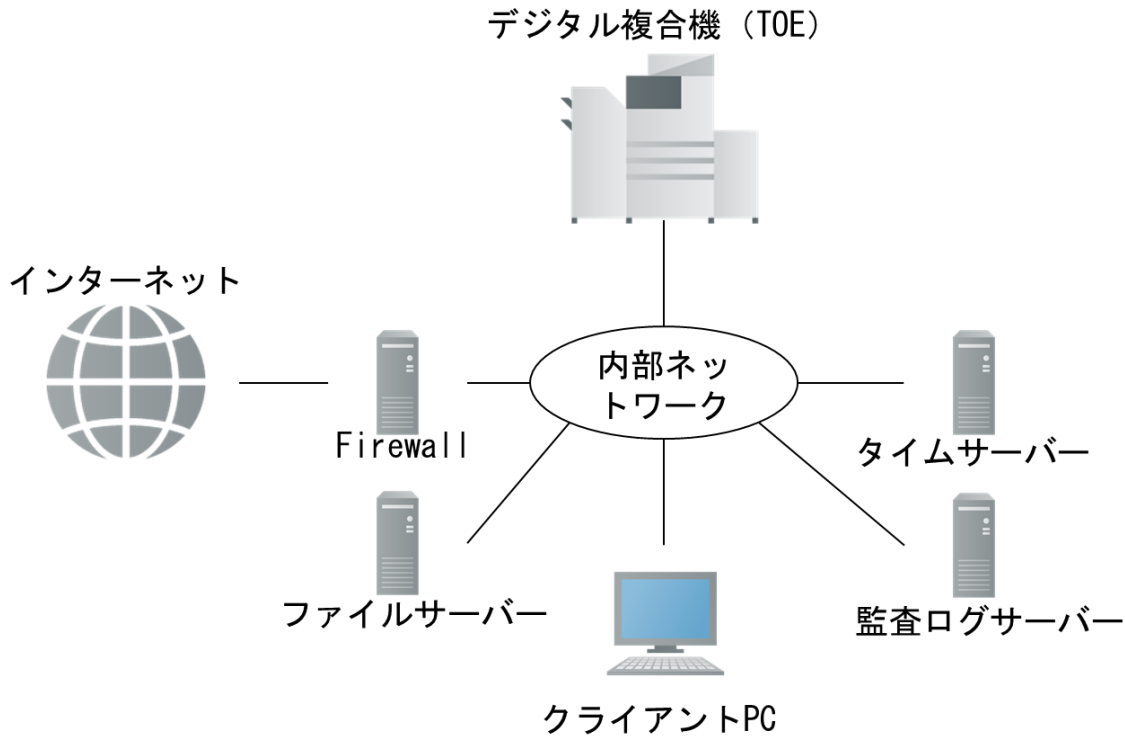 デジタル複合機（TOE）
インターネット
内部ネッ
トワーク
Firewall
タイムサーバー
ファイルサーバー
監査ログサーバー
クライアントPC